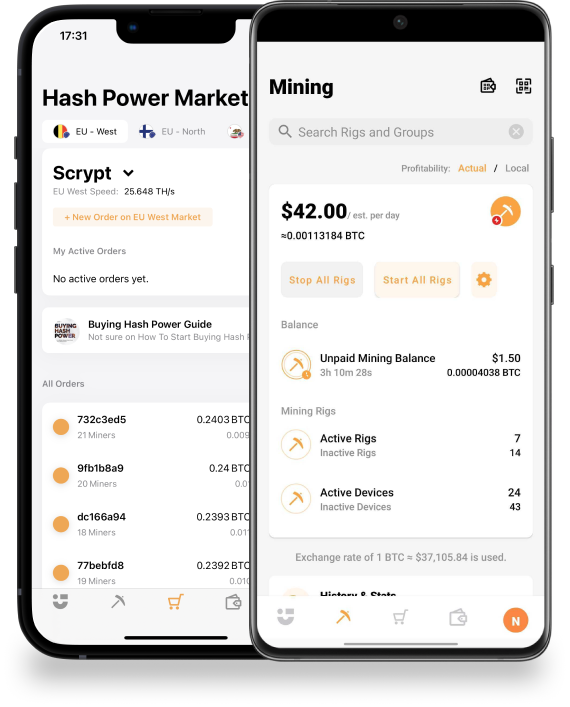 17:31
Hash Power Market
EU - West
EU - North
Scrypt
EU West Speed: 25.648 TH/s
+ New Order on EU West Market
My Active Orders
No active orders yet.
BUYING
HASH
POWER
Buying Hash Power Guide
Not sure on How To Start Buying Hash
All Orders
732c3ed5 0.2403 BTC
21 Miners 0.009
9fb1b8a9 0.24 BTC
20 Miners 0.01
dc166a94 0.2393 BTC
18 Miners 0.01
77bebfd8 0.2392 BTC
19 Miners 0.010
Mining
Search Rigs and Groups
Profitability: Actual / Local
$42.00/ est. per day
≈0.00113184 BTC
Stop All Rigs Start All Rigs
Balance
Unpaid Mining Balance $1.50
3h 10m 28s 0.00004038 BTC
Mining Rigs
Active Rigs 7
Inactive Rigs 14
Active Devices 24
Inactive Devices 43
Exchange rate of 1 BTC ≈ $37,105.84 is used.
History & Stats
N